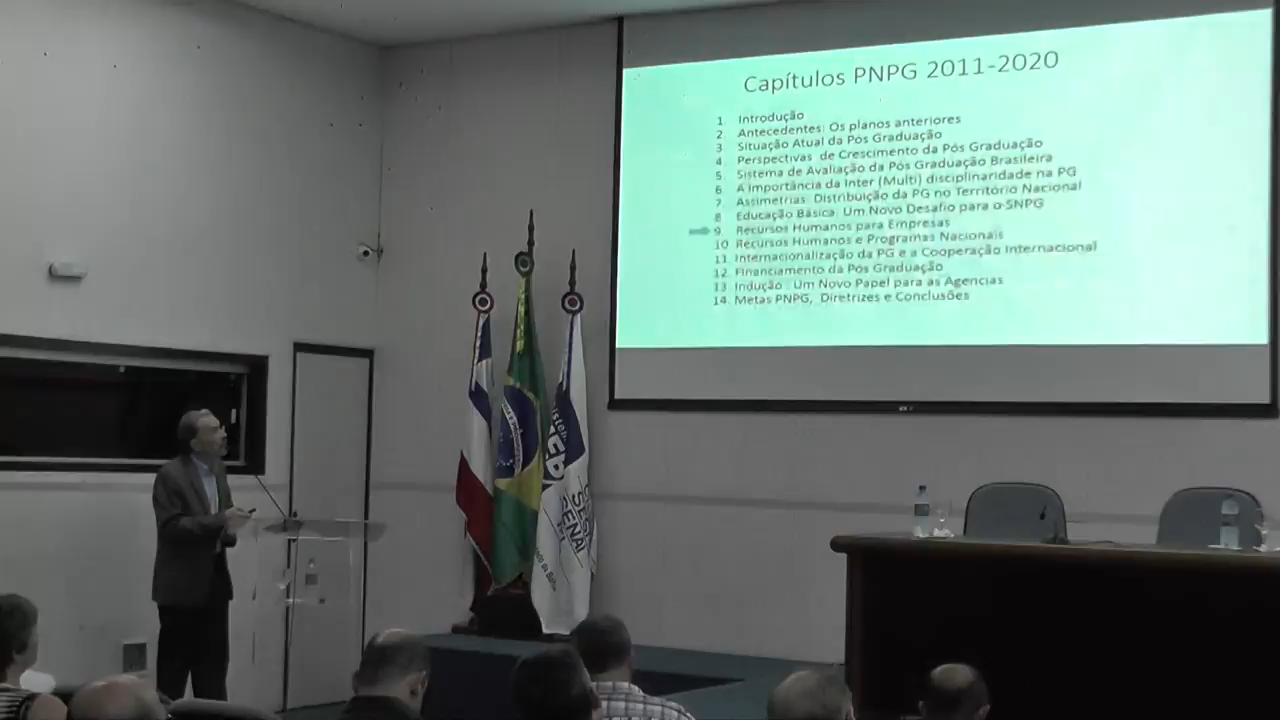 Capítulos PNPG 2011-2020
1 Introdução
2 Antecedentes: Os planos anteriores
3 Situação Atual da Pós Graduação
4 Perspectivas de Crescimento da Pós Graduação
5. Sistema de Avaliação da Pós Graduação Brasileira
6 A Importância da Inter (Multi) disciplinaridade na PG
7. Assimetrias: Distribuição da PG no Território Nacional
8 Educação Básica: Um Novo Desafio para o SNPG
9. Recursos Humanos para Empresas
10 Recursos Humanos e Programas Nacionais
11. Internacionalização da PG e a Cooperação Internacional
12. Financiamento da Pós Graduação
13 Indução : Um Novo Papel para as Agencias
14. Metas PNPG, Diretrizes e Conclusões
SESI
SENAI